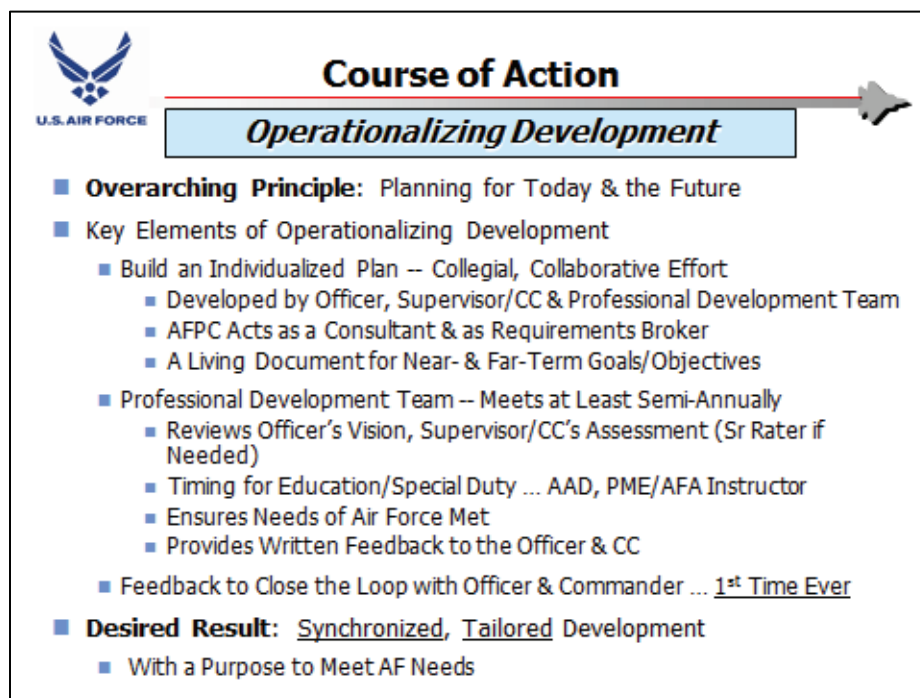 Course of Action
U.S. AIR FORCE
Operationalizing Development
Overarching Principle: Planning for Today & the Future
Key Elements of Operationalizing Development
Build an Individualized Plan -- Collegial, Collaborative Effort
Developed by Officer, Supervisor/CC & Professional Development Team
AFPC Acts as a Consultant & as Requirements Broker
A Living Document for Near- & Far-Term Goals/Objectives
Professional Development Team -- Meets at Least Semi-Annually
Reviews Officer's Vision, Supervisor/CC's Assessment (Sr Rater if
Needed)
Timing for Education/Special Duty ... AAD, PME/AFA Instructor
Ensures Needs of Air Force Met
Provides Written Feedback to the Officer & CC
Feedback to Close the Loop with Officer & Commander ... 1st Time Ever
Desired Result: Synchronized, Tailored Development
With a Purpose to Meet AF Needs